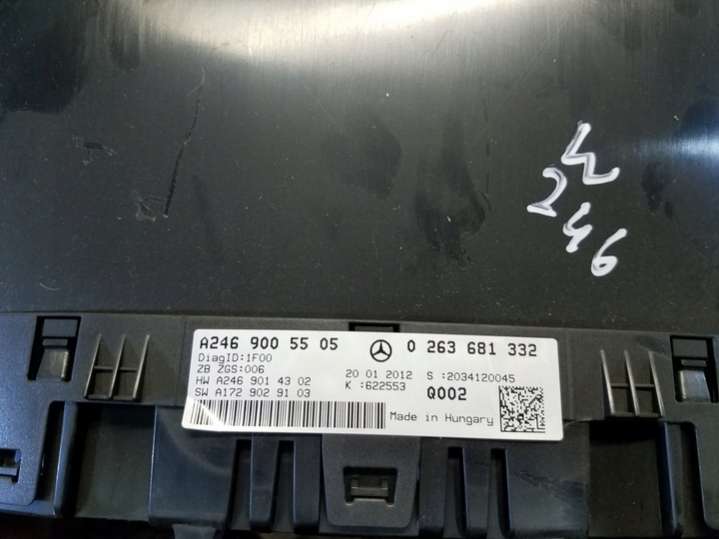 W
246
A246 900 55 05 0 263 681 332
DiagID:1F00
ZB ZGS:006 20 01 2012 S :2034120045
HW A246 901 43 02 K :622553 Q002
SW A172 902 91 03
Made in Hungary